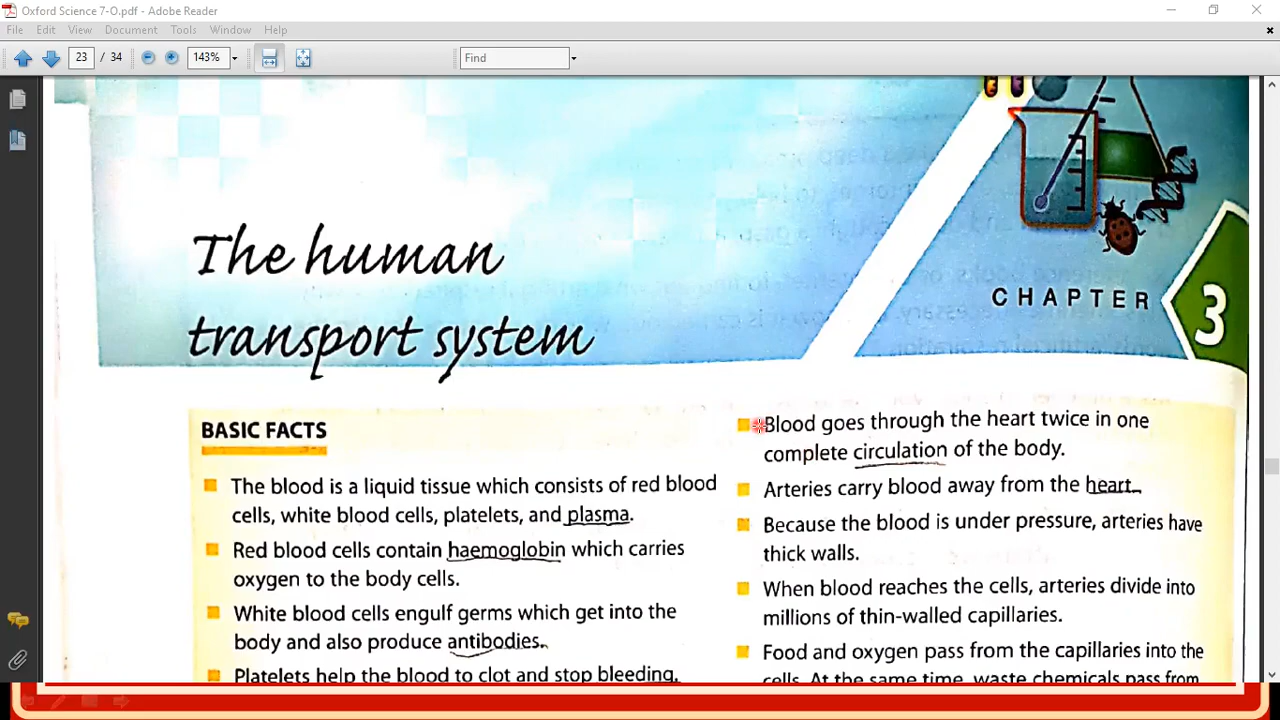 Oxford Science 7-O.pdf - Adobe Reader
File Edit View Document Tools Window Help
23 / 34 143% Find
The human
transport system
CHAPTER 3
BASIC FACTS
The blood is a liquid tissue which consists of red blood
cells, white blood cells, platelets, and plasma.
Red blood cells contain haemoglobin which carries
oxygen to the body cells.
White blood cells engulf germs which get into the
body and also produce antibodies.
Platelets help the blood to clot and stop bleeding.
Blood goes through the heart twice in one
complete circulation of the body.
Arteries carry blood away from the heart.
Because the blood is under pressure, arteries have
thick walls.
When blood reaches the cells, arteries divide into
millions of thin-walled capillaries.
Food and oxygen pass from the capillaries into the
cells. At the same time, waste chemicals pass from